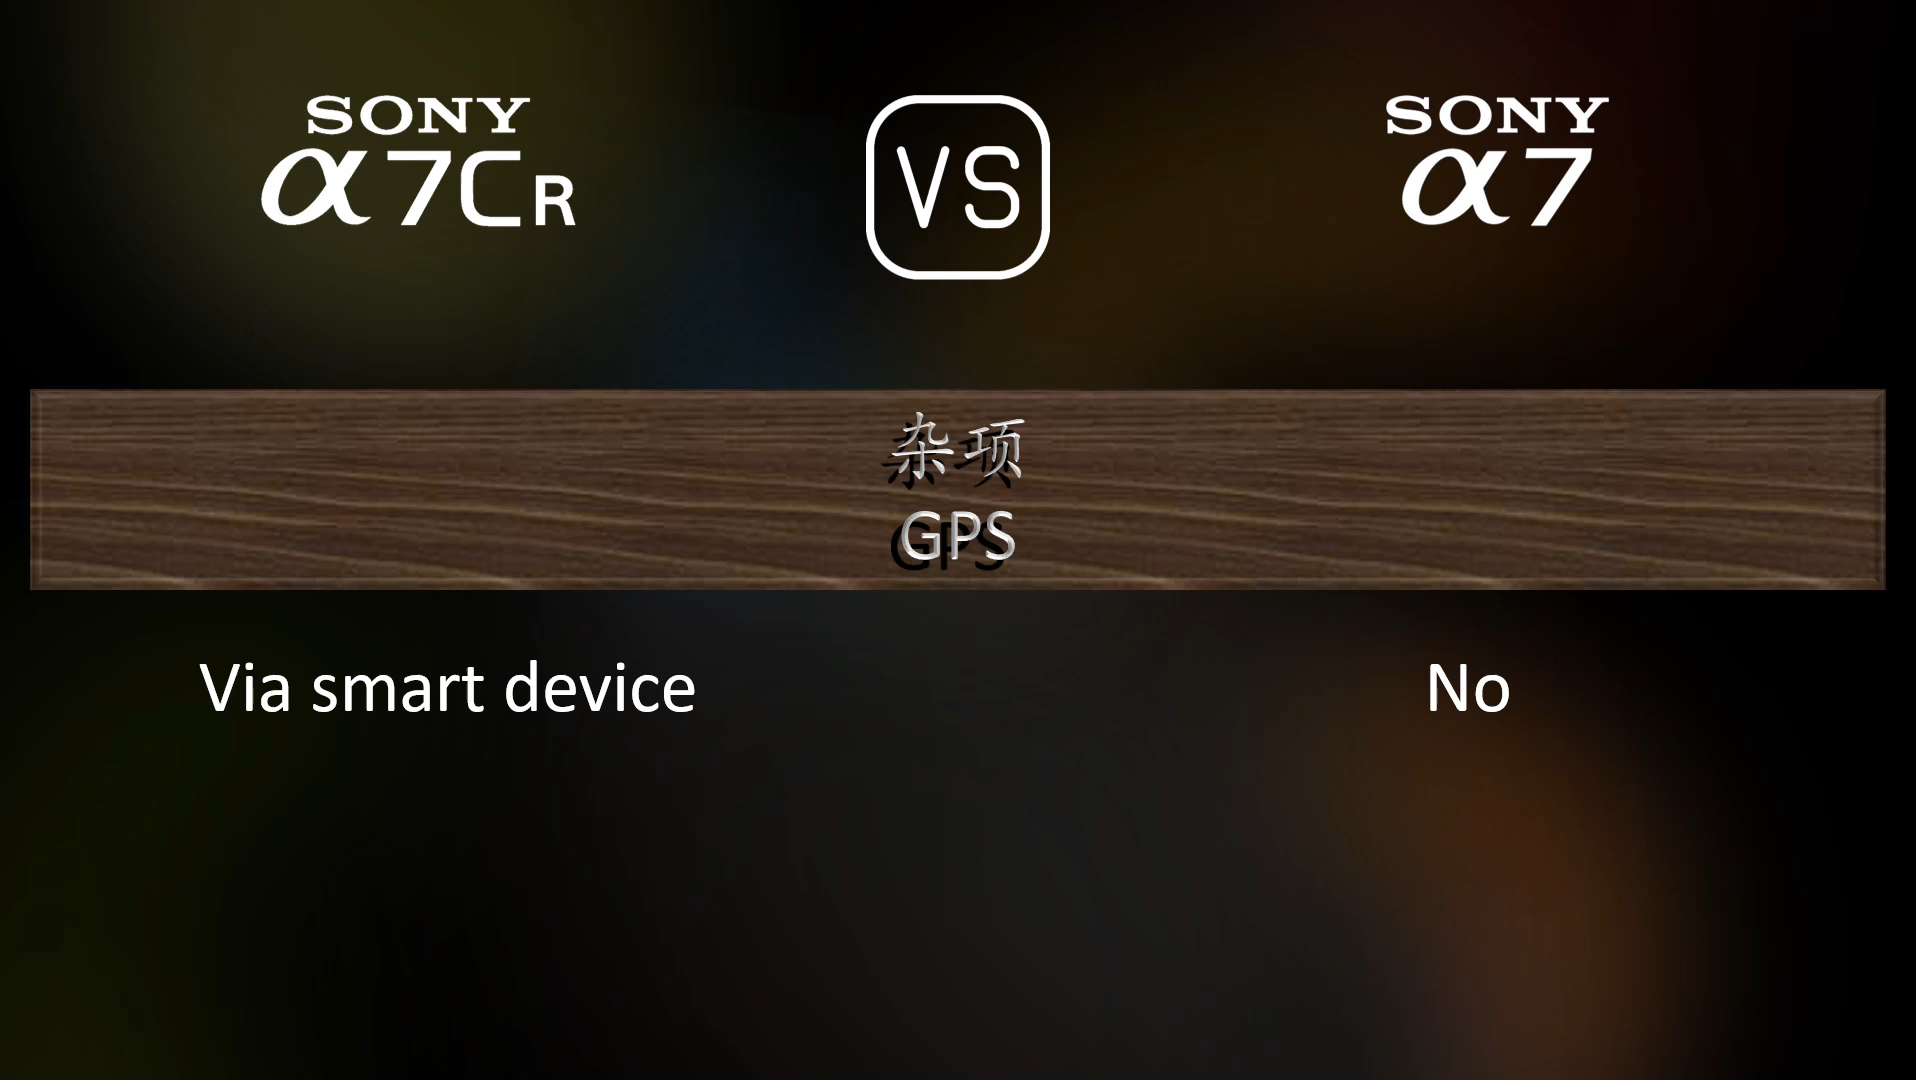 SONY
α7CR
VS
SONY
α7
杂项
GPS
Via smart device
No